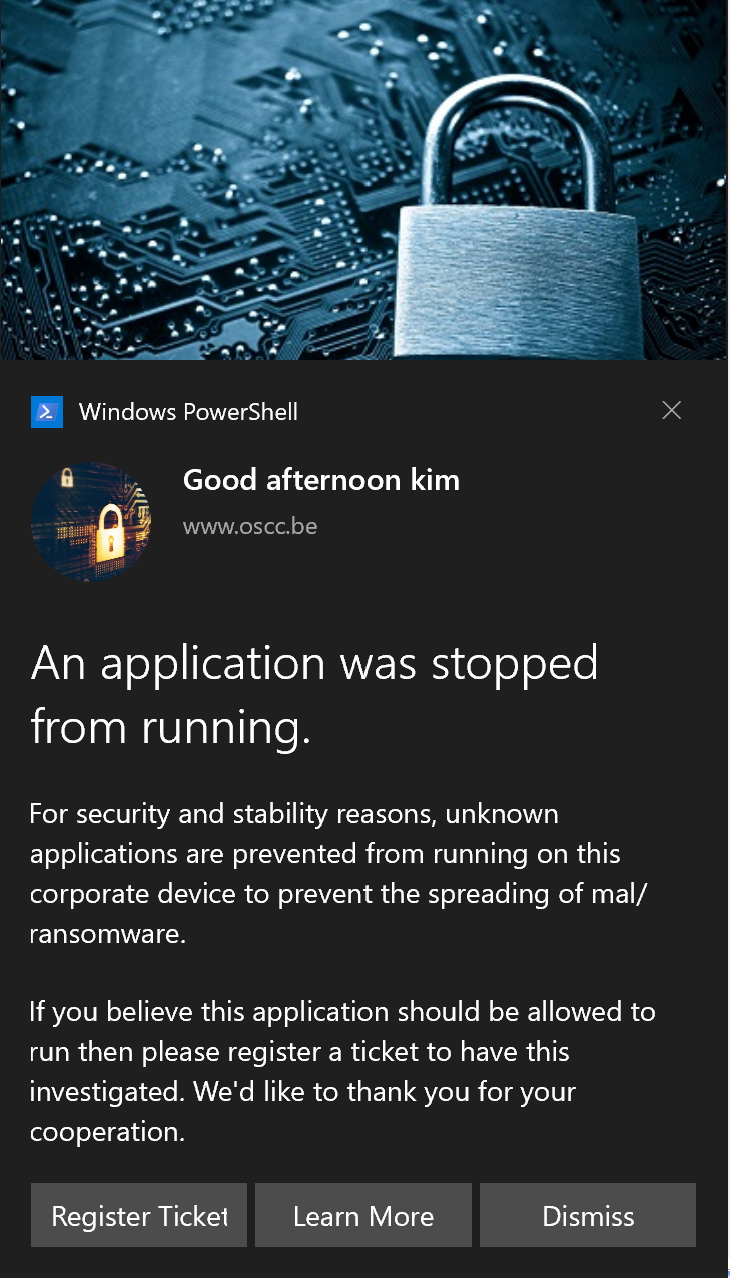 Windows PowerShell
Good afternoon kim
www.oscc.be
An application was stopped
from running.
For security and stability reasons, unknown
applications are prevented from running on this
corporate device to prevent the spreading of mal/
ransomware.
If you believe this application should be allowed to
run then please register a ticket to have this
investigated. We'd like to thank you for your
cooperation.
Register Ticket
Learn More
Dismiss